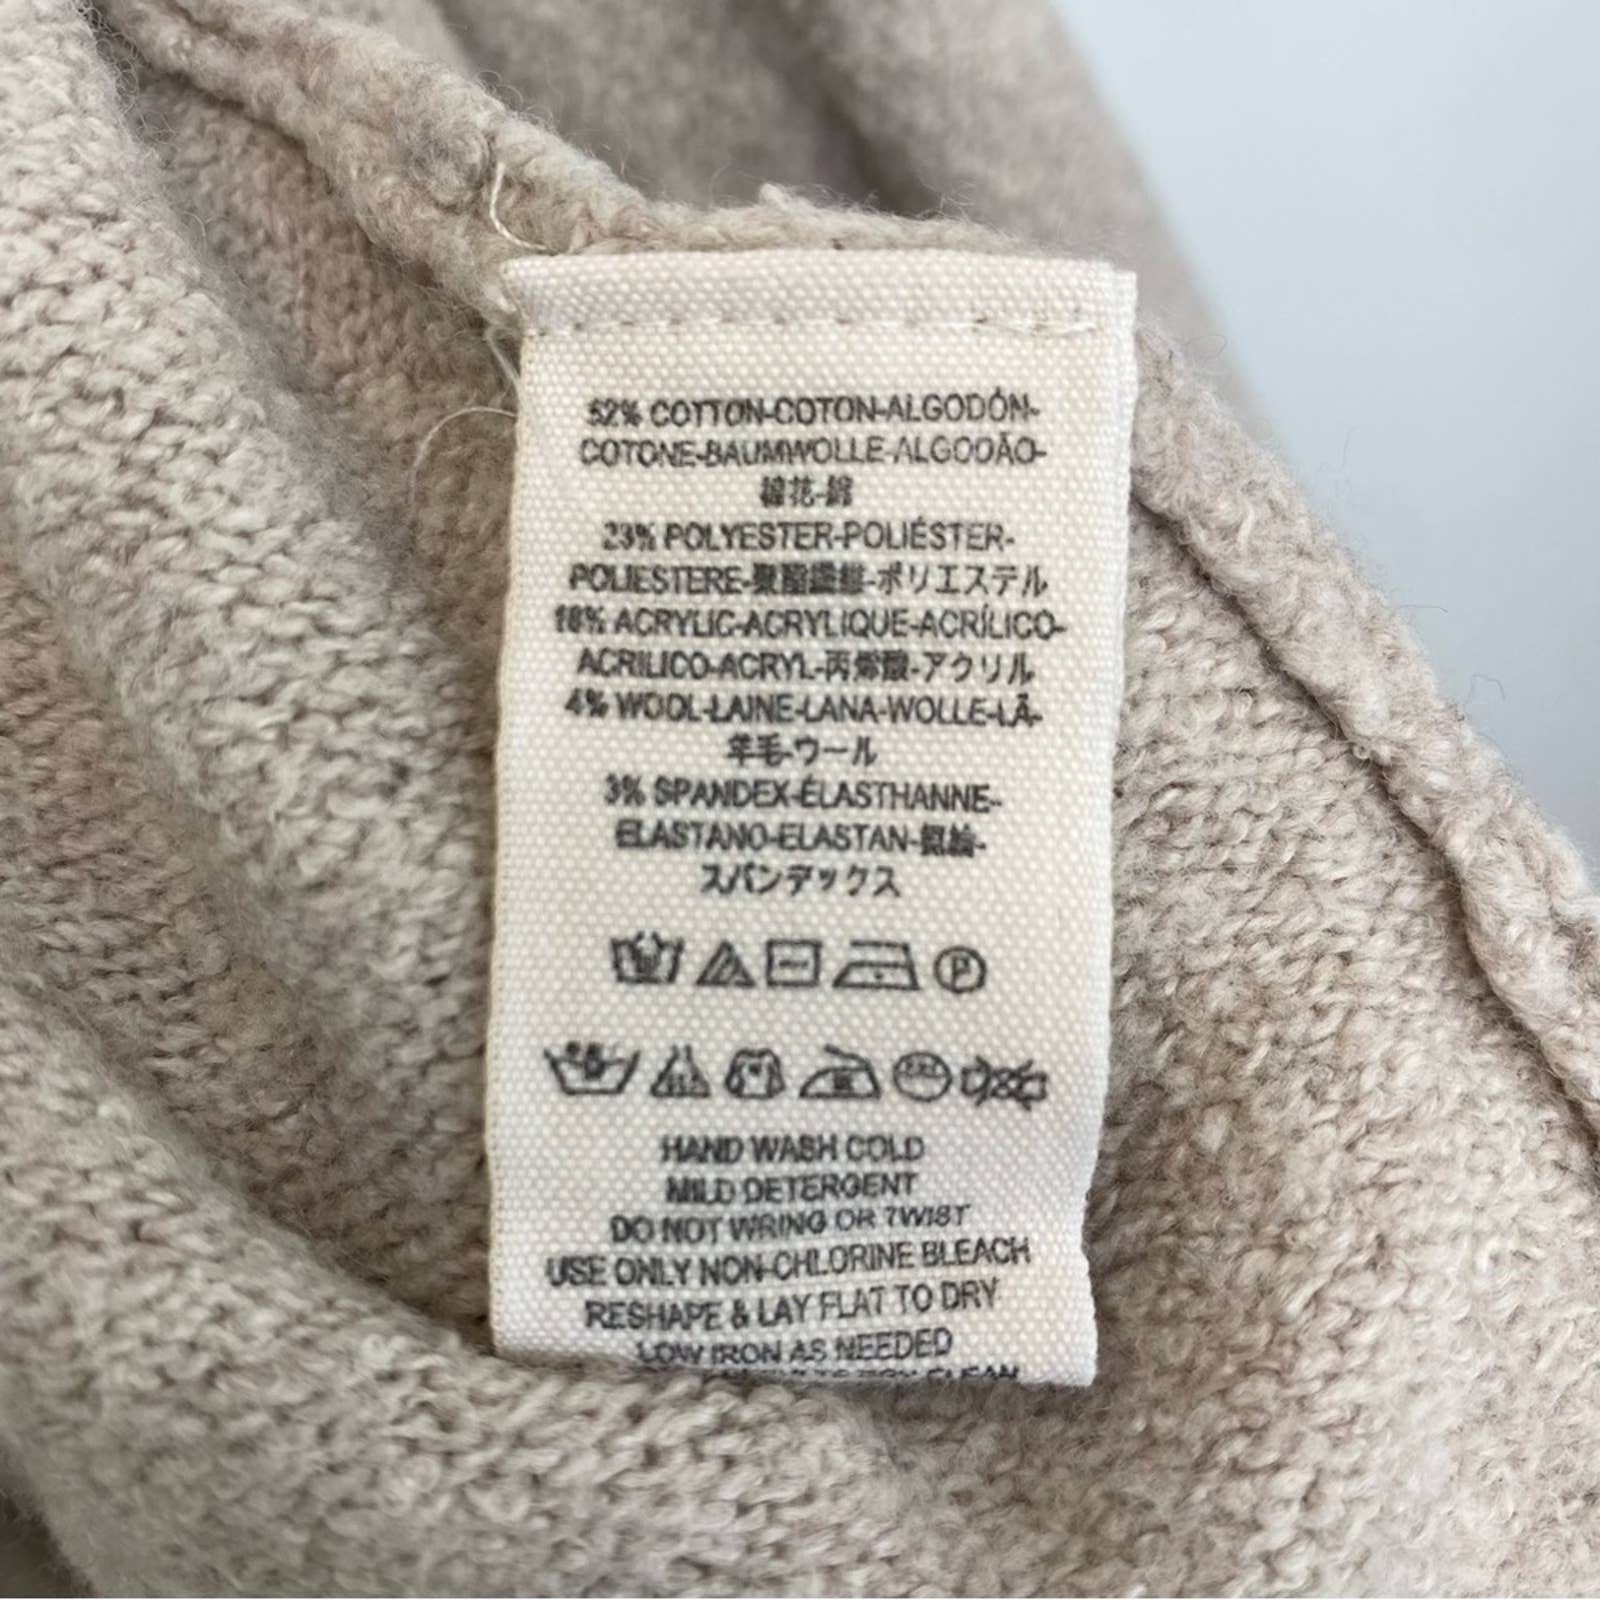 52% COTTON-COTON-ALGODÓN-
COTONE-BAUMWOLLE-ALGODÃO-
棉花-綿
23% POLYESTER-POLIÉSTER-
POLIESTERE-聚酯纖維-ポリエステル
18% ACRYLIC-ACRYLIQUE-ACRÍLICO-
ACRILICO-ACRYL-丙烯酸-アクリル
4% WOOL-LAINE-LANA-WOLLE-LÃ-
羊毛-ウール
3% SPANDEX-ÉLASTHANNE-
ELASTANO-ELASTAN-
スパンデックス
P
HAND WASH COLD
MILD DETERGENT
DO NOT WRING OR TWIST
USE ONLY NON-CHLORINE BLEACH
RESHAPE & LAY FLAT TO DRY
LOW IRON AS NEEDED
DRY CLEAN